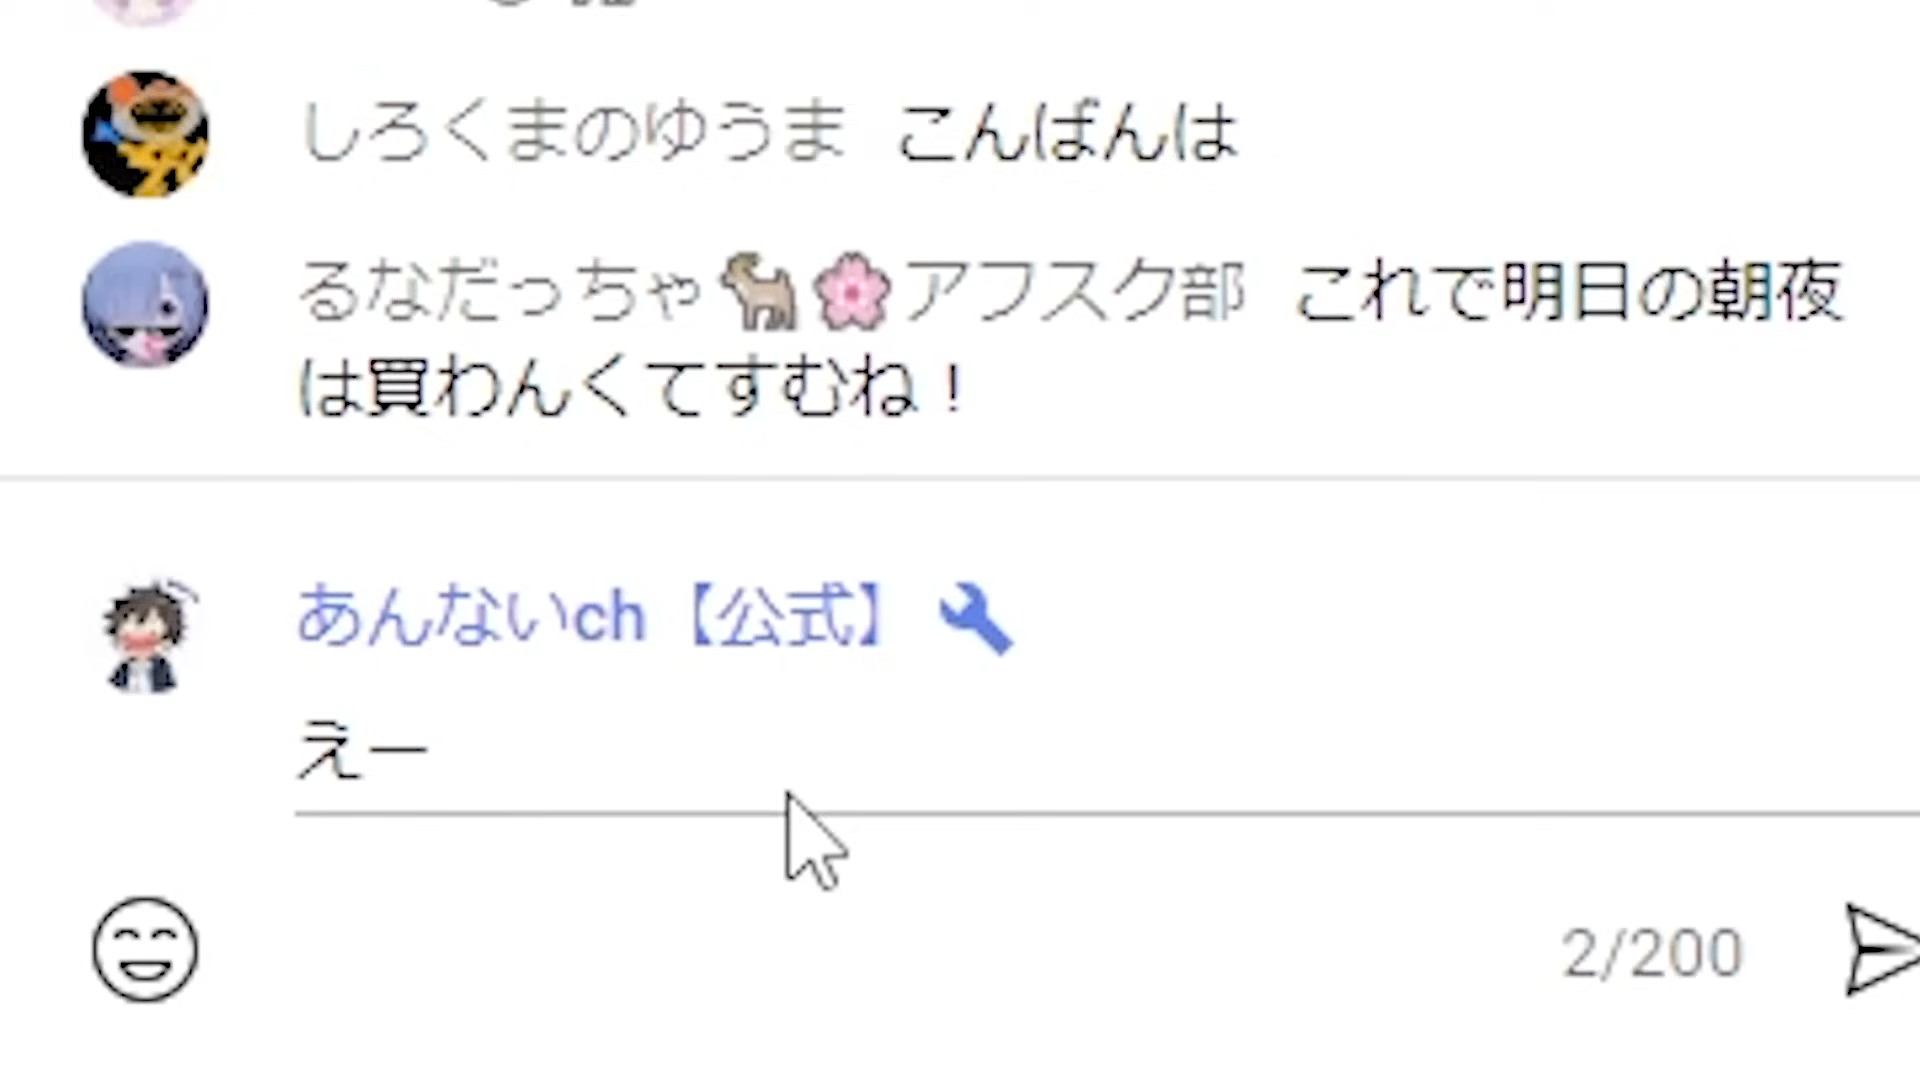 しろくまのゆうま こんばんは
るなだっちゃ🐐🌸アフスク部 これで明日の朝夜
は買わんくてすむね！
あんないch【公式】
えー
2/200